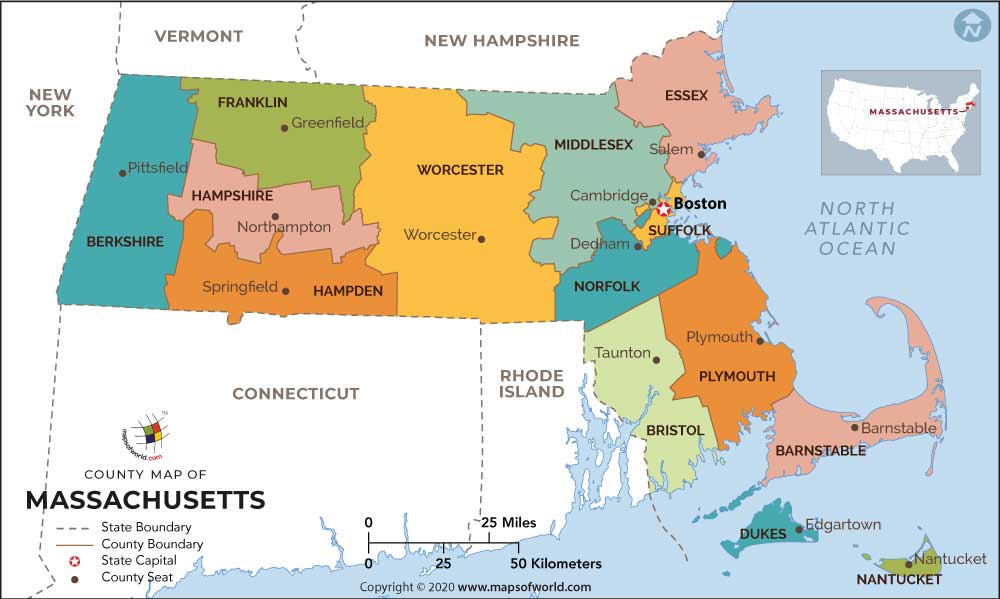 VERMONT
NEW HAMPSHIRE
NEW
YORK
FRANKLIN
Greenfield
ESSEX
MASSACHUSETTS
MIDDLESEX
Salem
Pittsfield
WORCESTER
HAMPSHIRE
Cambridge
Boston
Northampton
NORTH
ATLANTIC
OCEAN
SUFFOLK
Worcester
BERKSHIRE
Dedham
Springfield
HAMPDEN
NORFOLK
Plymouth
Taunton
RHODE
ISLAND
PLYMOUTH
CONNECTICUT
TM
mapsofworld.com
BRISTOL
Barnstable
BARNSTABLE
COUNTY MAP OF
MASSACHUSETTS
State Boundary
County Boundary
State Capital
County Seat
0 25 Miles
0 25 50 Kilometers
DUKES
Edgartown
Nantucket
NANTUCKET
Copyright © 2020 www.mapsofworld.com